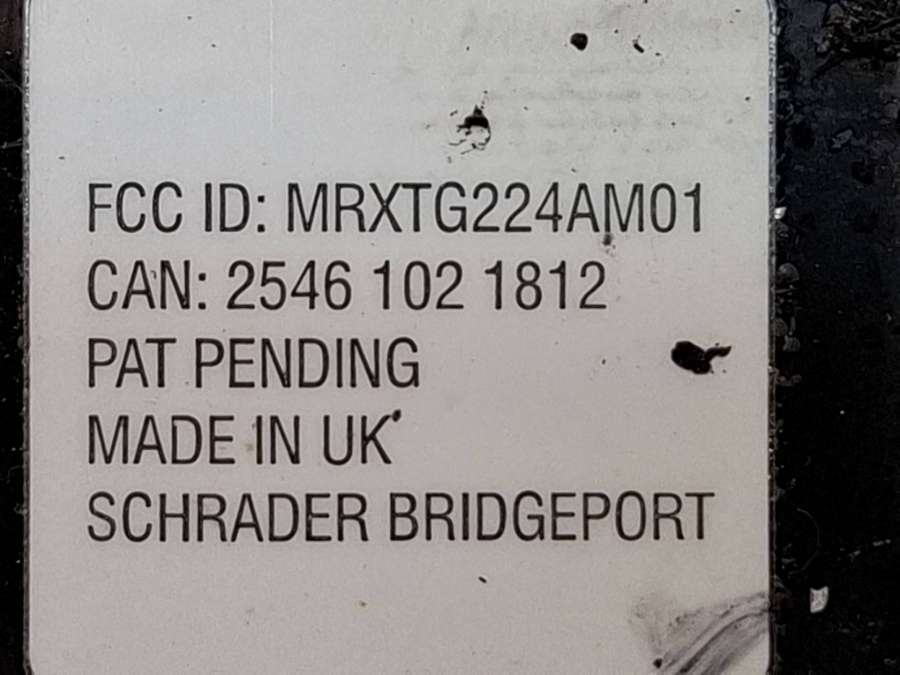 FCC ID: MRXTG224AM01
CAN: 2546 102 1812
PAT PENDING
MADE IN UK
SCHRADER BRIDGEPORT